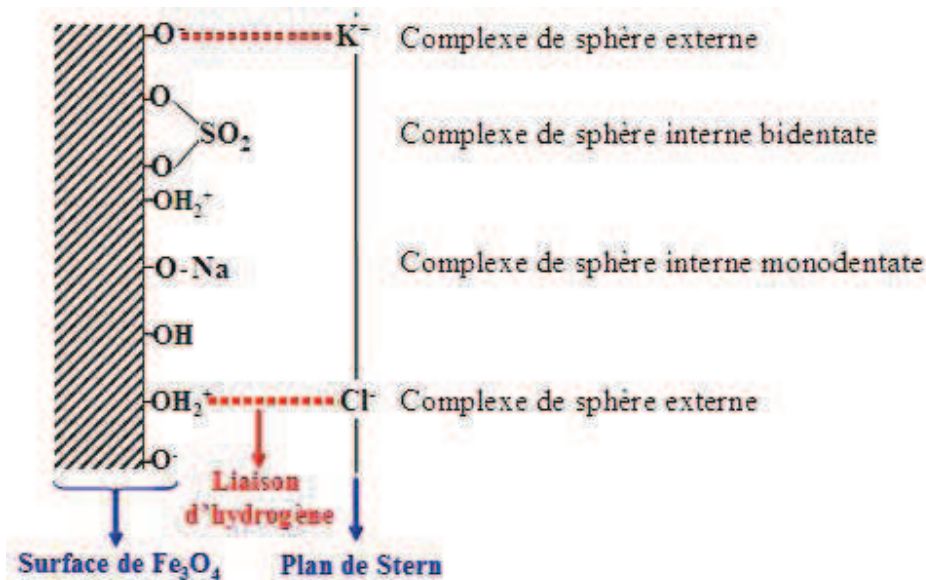 O⁻ K⁺ Complexe de sphère externe
O
SO₂ Complexe de sphère interne bidentate
O
OH₂⁺
O-Na Complexe de sphère interne monodentate
OH
OH₂⁺ Cl⁻ Complexe de sphère externe
O⁻
Liaison
d'hydrogène
Surface de Fe₃O₄ Plan de Stern